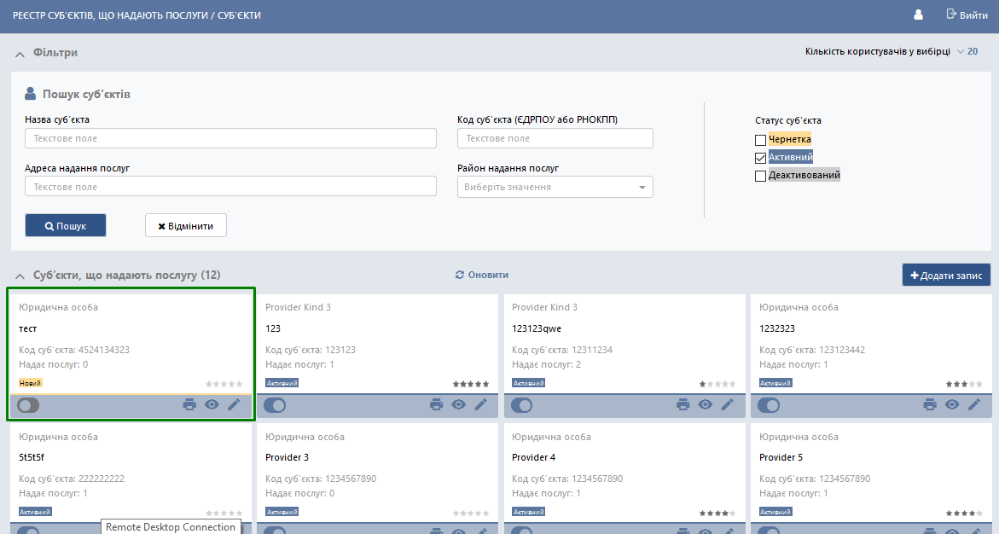 РЕЄСТР СУБ'ЄКТІВ, ЩО НАДАЮТЬ ПОСЛУГИ / СУБ'ЄКТИ
Вийти
Фільтри
Кількість користувачів у вибірці 20
Пошук суб'єктів
Назва суб'єкта
Код суб'єкта (ЄДРПОУ або РНОКПП)
Статус суб'єкта
Текстове поле
Текстове поле
Чернетка
Активний
Адреса надання послуг
Район надання послуг
Деактивований
Текстове поле
Виберіть значення
Пошук
Відмінити
Суб'єкти, що надають послугу (12)
Оновити
Додати запис
Юридична особа
тест
Код суб'єкта: 4524134323
Надає послуг: 0
Новий
Provider Kind 3
123
Код суб'єкта: 123123
Надає послуг: 1
Активний
Provider Kind 3
123123qwe
Код суб'єкта: 12311234
Надає послуг: 2
Активний
Юридична особа
1232323
Код суб'єкта: 123123442
Надає послуг: 1
Активний
Юридична особа
5t5t5f
Код суб'єкта: 222222222
Надає послуг: 1
Активний
Юридична особа
Provider 3
Код суб'єкта: 1234567890
Надає послуг: 0
Активний
Юридична особа
Provider 4
Код суб'єкта: 1234567890
Надає послуг: 1
Активний
Юридична особа
Provider 5
Код суб'єкта: 1234567890
Надає послуг: 1
Активний
Remote Desktop Connection